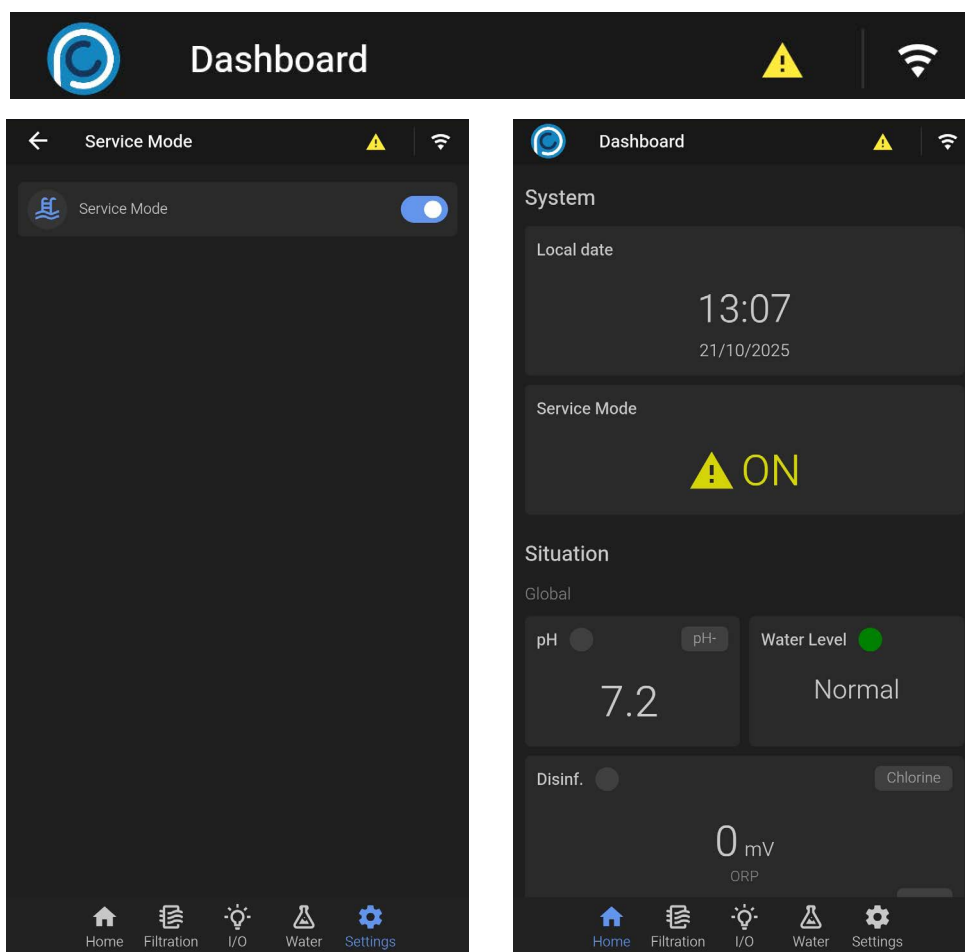 Dashboard
Service Mode
Service Mode
Home Filtration I/O Water Settings
Dashboard
System
Local date
13:07
21/10/2025
Service Mode
ON
Situation
Global
pH pH-
7.2
Water Level
Normal
Disinf. Chlorine
0 mV
ORP
Home Filtration I/O Water Settings